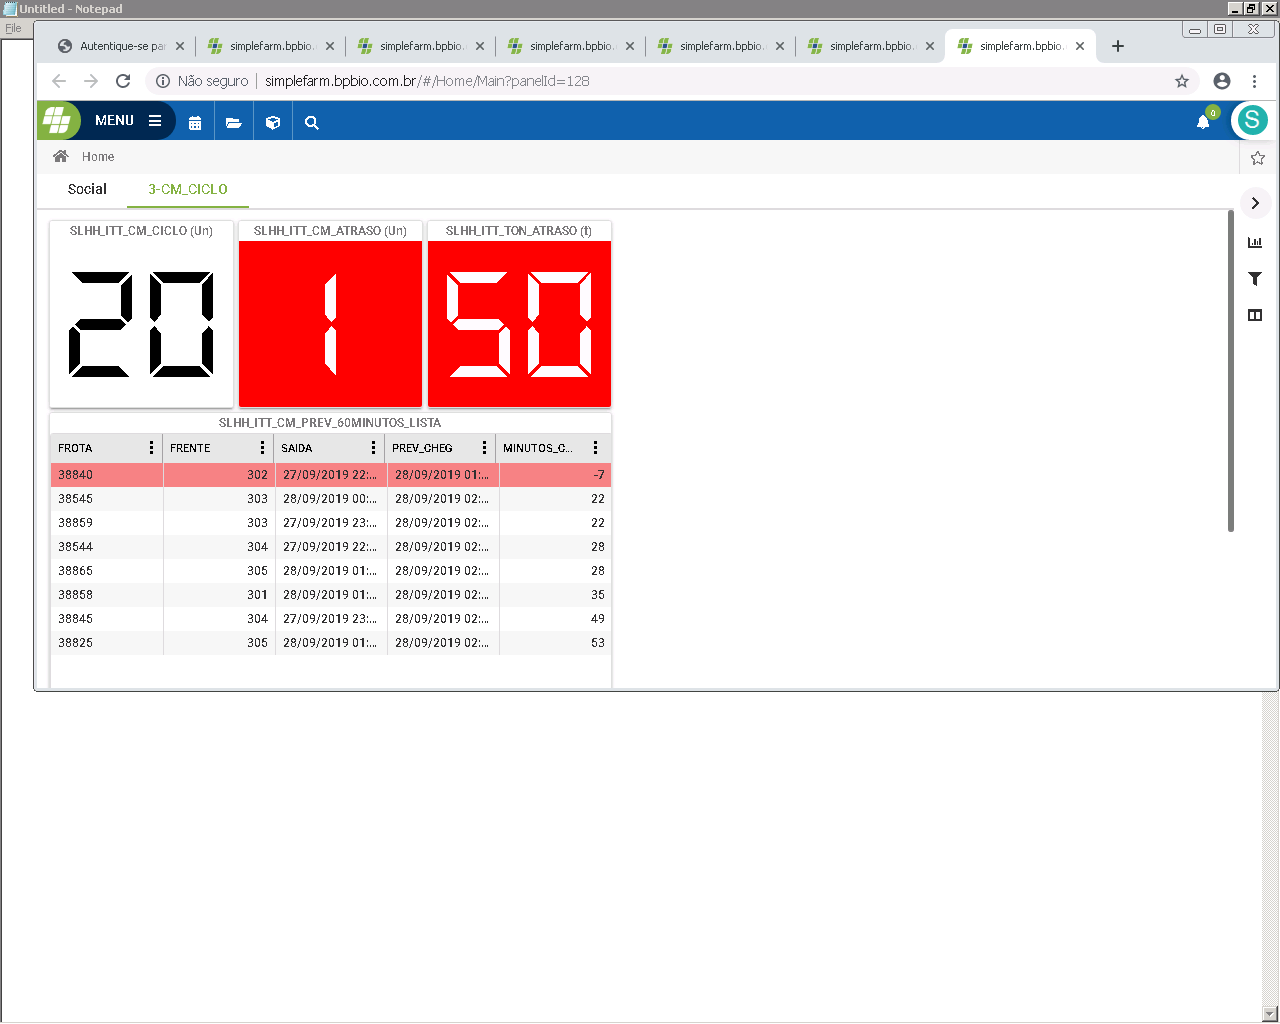 Untitled - Notepad
File
Autentique-se par
simplefarm.bpbio.
simplefarm.bpbio.
simplefarm.bpbio.
simplefarm.bpbio.
simplefarm.bpbio.
simplefarm.bpbio.
Não seguro | simplefarm.bpbio.com.br/#/Home/Main?panelId=128
MENU
0
S
Home
Social
3-CM_CICLO
SLHH_ITT_CM_CICLO (Un)
SLHH_ITT_CM_ATRASO (Un)
SLHH_ITT_TON_ATRASO (t)
20
1
50
SLHH_ITT_CM_PREV_60MINUTOS_LISTA
FROTA FRENTE SAIDA PREV_CHEG MINUTOS_C...
38840 302 27/09/2019 22:... 28/09/2019 01:... -7
38545 303 28/09/2019 00:... 28/09/2019 02:... 22
38859 303 27/09/2019 23:... 28/09/2019 02:... 22
38544 304 27/09/2019 22:... 28/09/2019 02:... 28
38865 305 28/09/2019 01:... 28/09/2019 02:... 28
38858 301 28/09/2019 01:... 28/09/2019 02:... 35
38845 304 27/09/2019 23:... 28/09/2019 02:... 49
38825 305 28/09/2019 01:... 28/09/2019 02:... 53